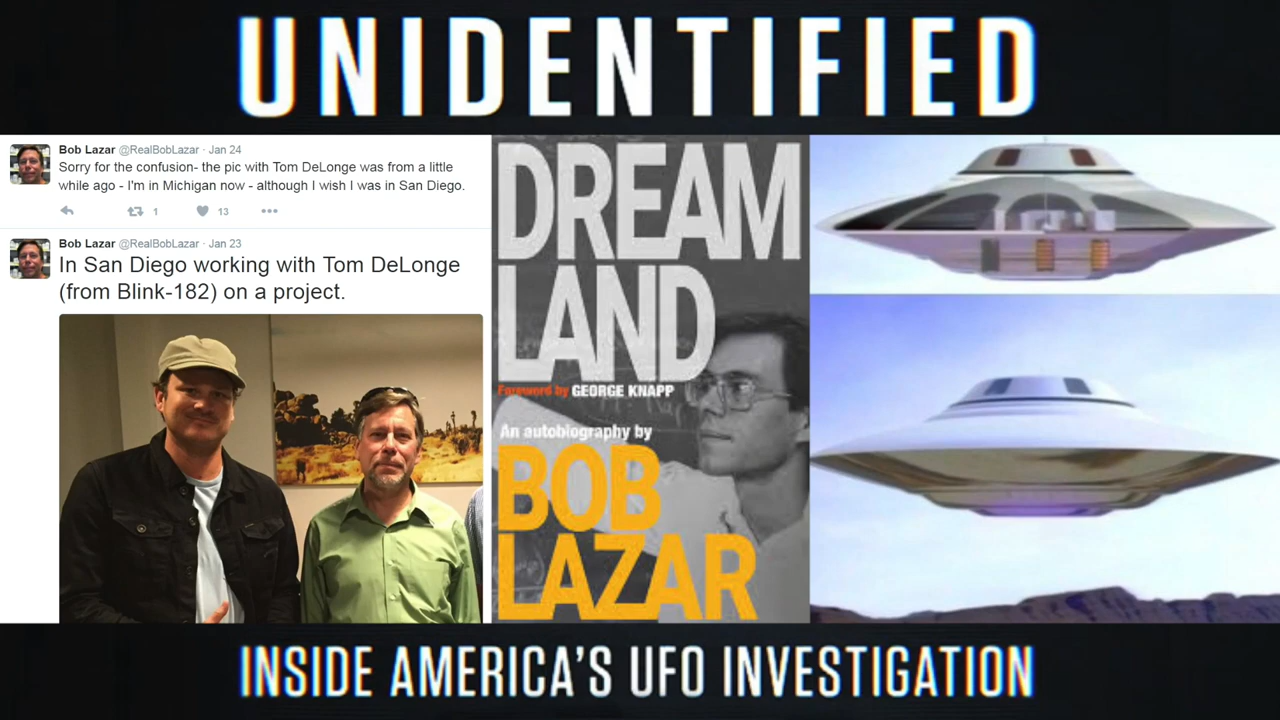 UNIDENTIFIED
Bob Lazar @RealBobLazar · Jan 24
Sorry for the confusion- the pic with Tom DeLonge was from a little
while ago - I'm in Michigan now - although I wish I was in San Diego.
1 13
Bob Lazar @RealBobLazar · Jan 23
In San Diego working with Tom DeLonge
(from Blink-182) on a project.
DREAM
LAND
Foreword by GEORGE KNAPP
An autobiography by
BOB
LAZAR
INSIDE AMERICA'S UFO INVESTIGATION